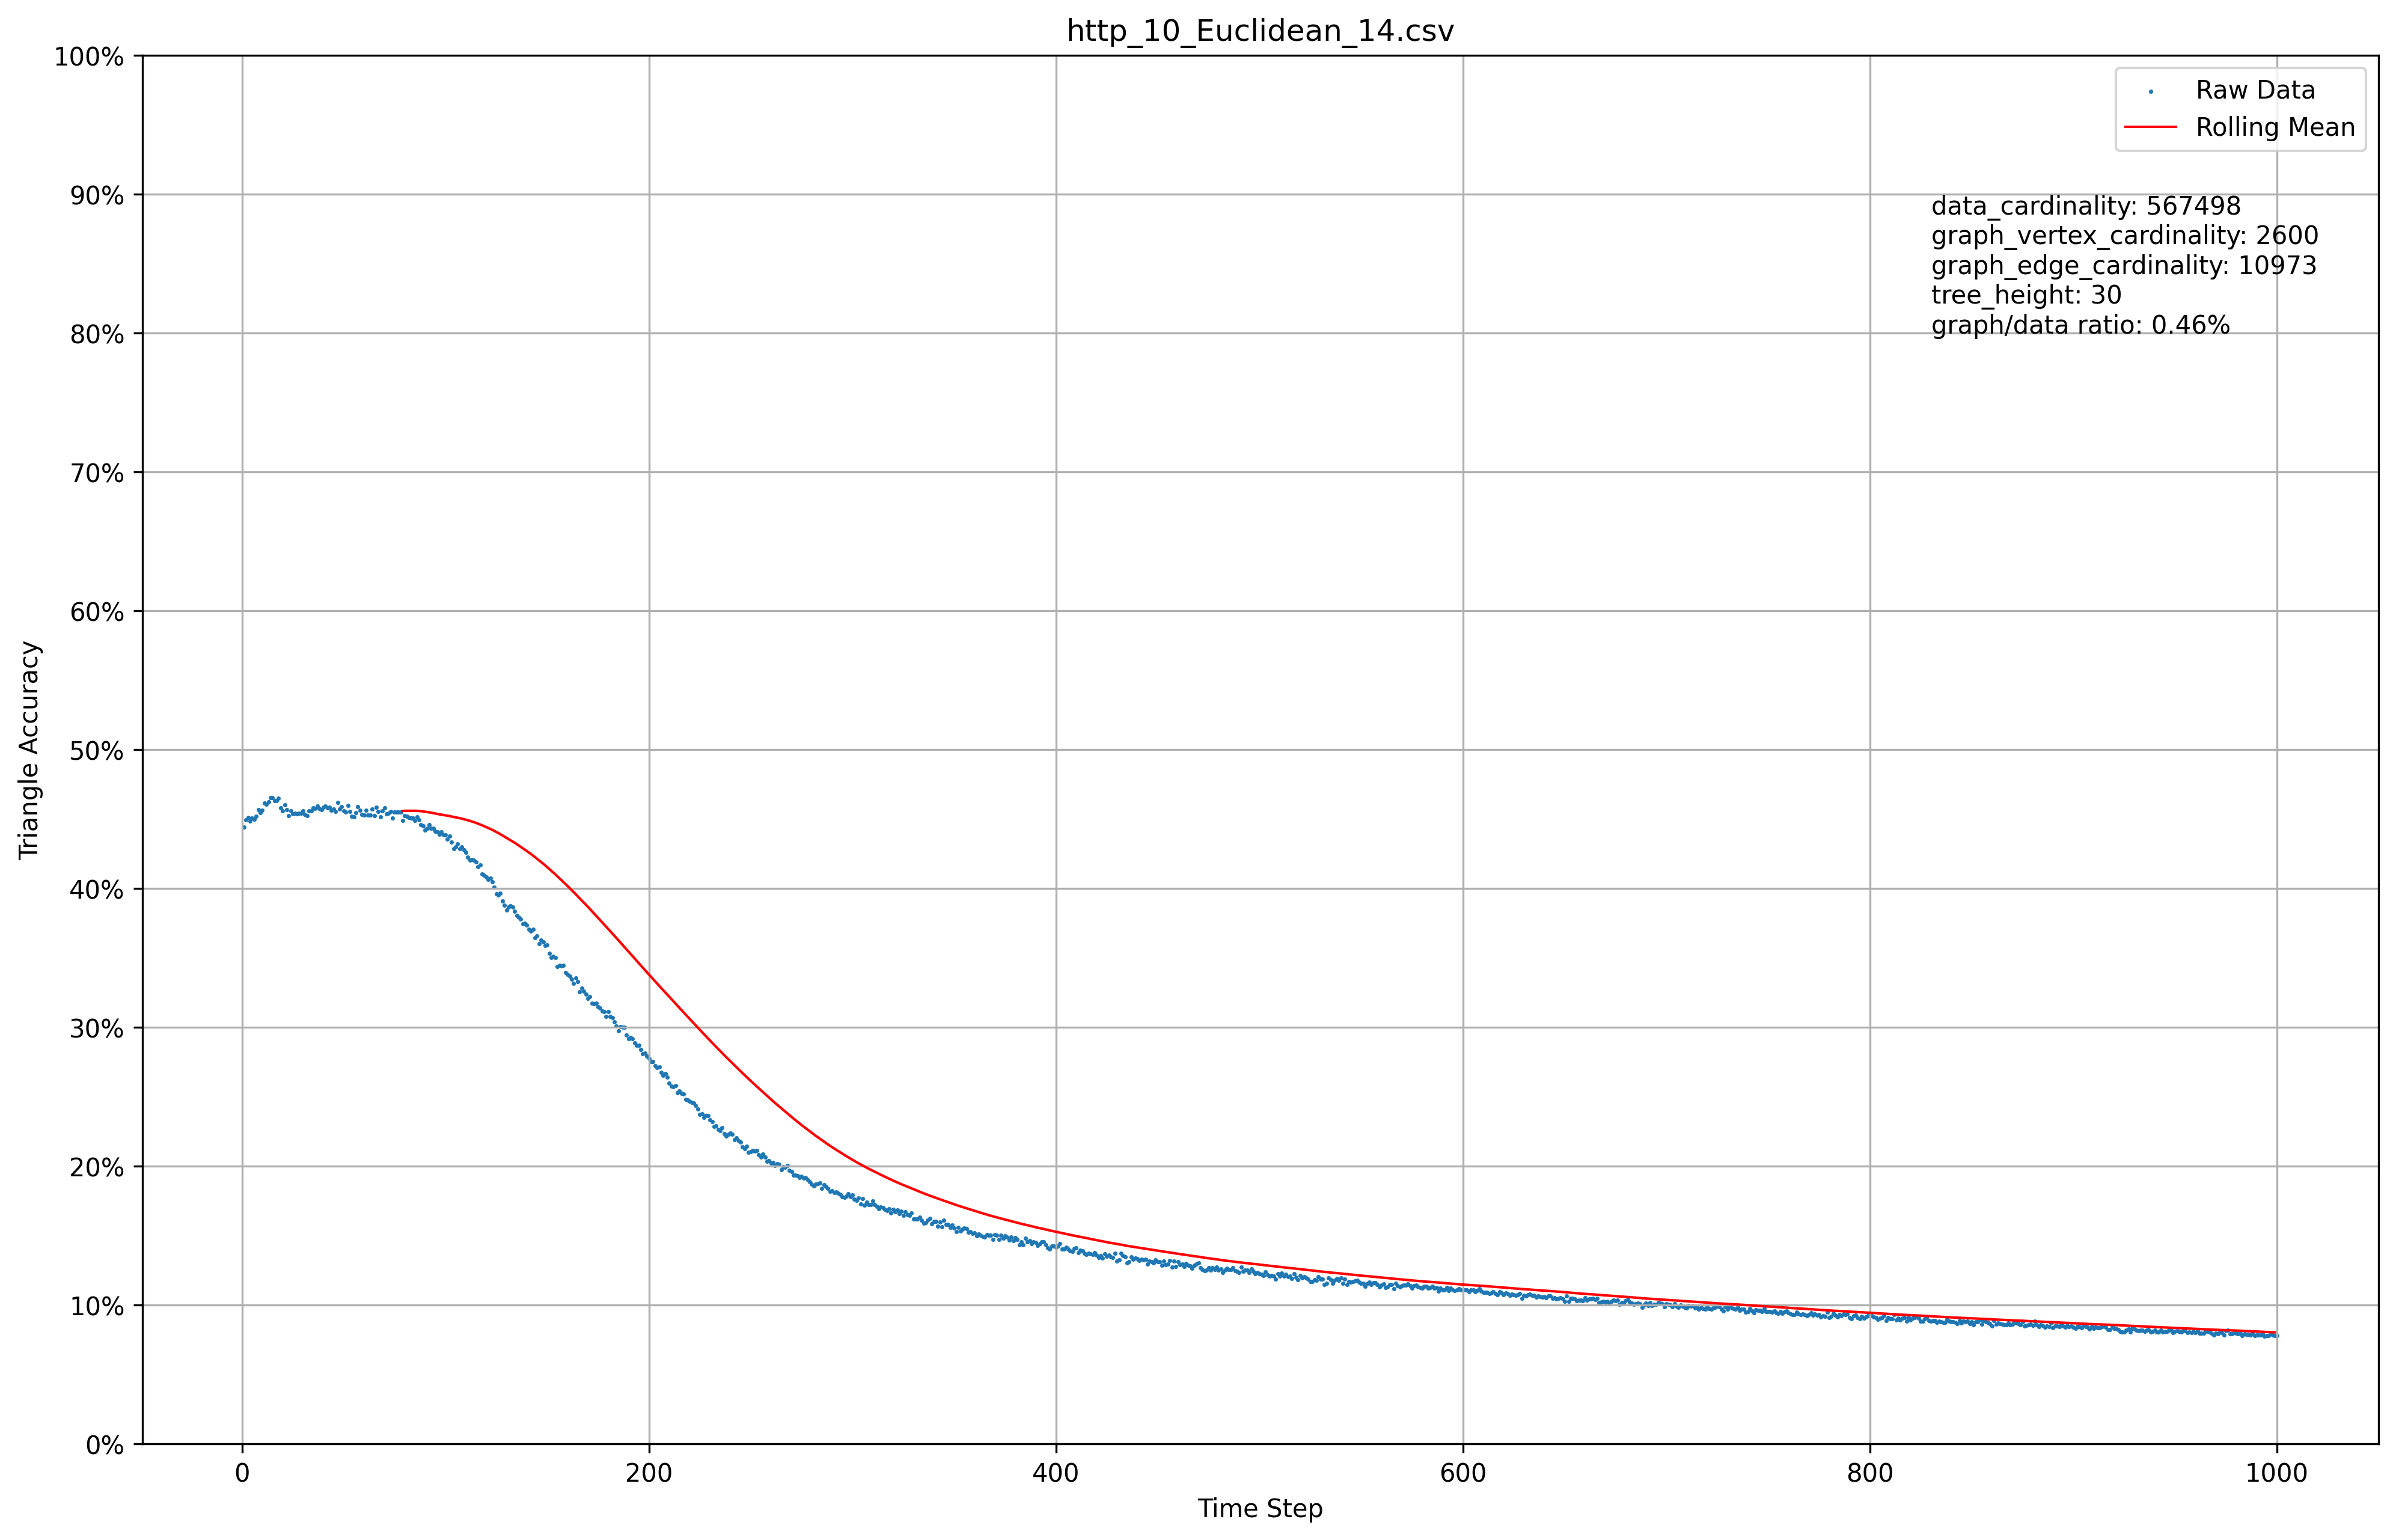 http_10_Euclidean_14.csv
100%
90%
80%
70%
60%
50%
40%
30%
20%
10%
0%
Triangle Accuracy
Raw Data
Rolling Mean
data_cardinality: 567498
graph_vertex_cardinality: 2600
graph_edge_cardinality: 10973
tree_height: 30
graph/data ratio: 0.46%
0 200 400 600 800 1000
Time Step